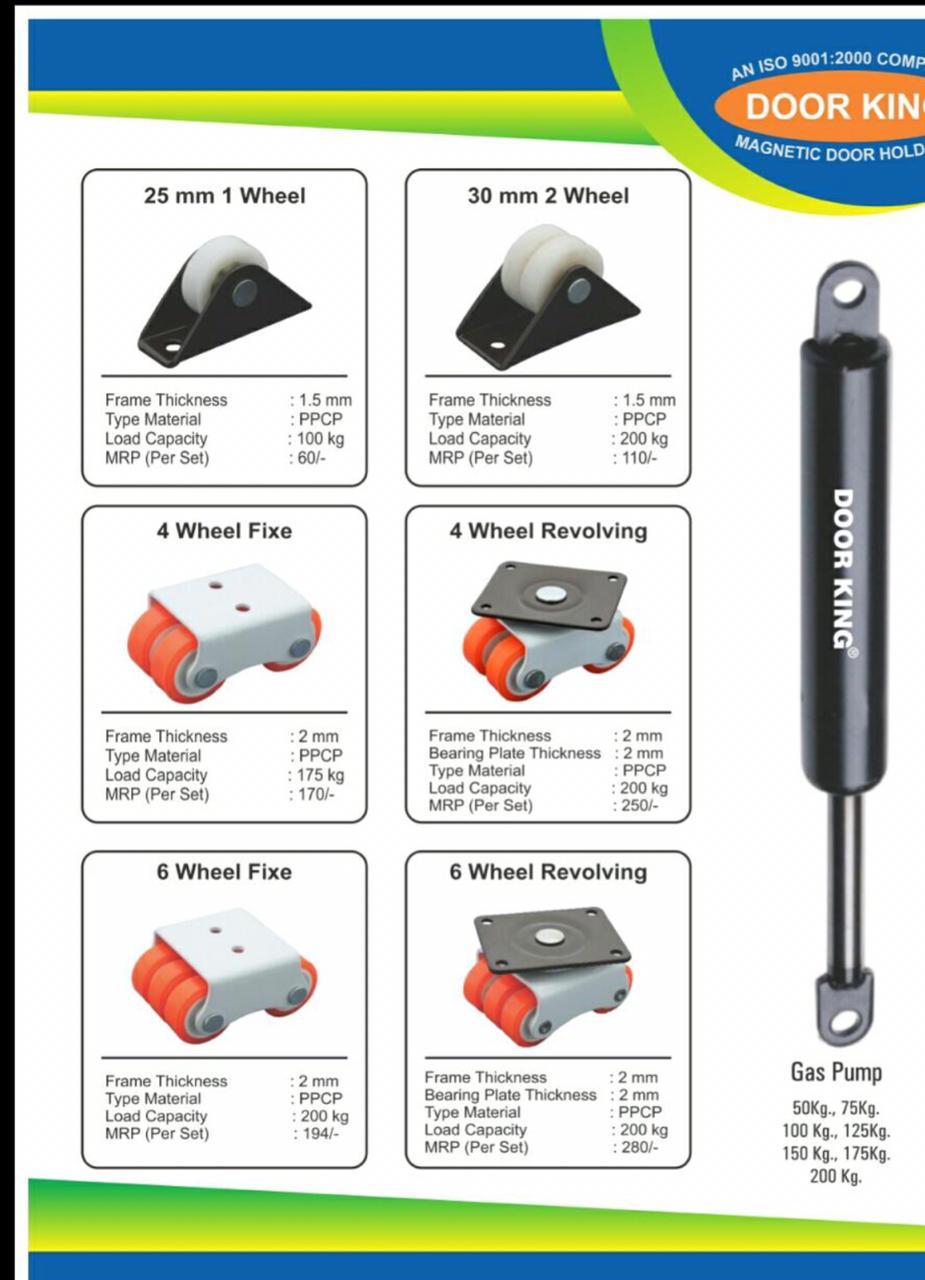 AN ISO 9001:2000
DOOR
MAGNETIC DOOR
25 mm 1 Wheel
Frame Thickness : 1.5 mm
Type Material : PPCP
Load Capacity : 100 kg
MRP (Per Set) : 60/-
30 mm 2 Wheel
Frame Thickness : 1.5 mm
Type Material : PPCP
Load Capacity : 200 kg
MRP (Per Set) : 110/-
4 Wheel Fixe
Frame Thickness : 2 mm
Type Material : PPCP
Load Capacity : 175 kg
MRP (Per Set) : 170/-
4 Wheel Revolving
Frame Thickness : 2 mm
Bearing Plate Thickness : 2 mm
Type Material : PPCP
Load Capacity : 200 kg
MRP (Per Set) : 250/-
6 Wheel Fixe
Frame Thickness : 2 mm
Type Material : PPCP
Load Capacity : 200 kg
MRP (Per Set) : 194/-
6 Wheel Revolving
Frame Thickness : 2 mm
Bearing Plate Thickness : 2 mm
Type Material : PPCP
Load Capacity : 200 kg
MRP (Per Set) : 280/-
DOOR KING®
Gas Pump
50Kg., 75Kg.
100 Kg., 125Kg.
150 Kg., 175Kg.
200 Kg.